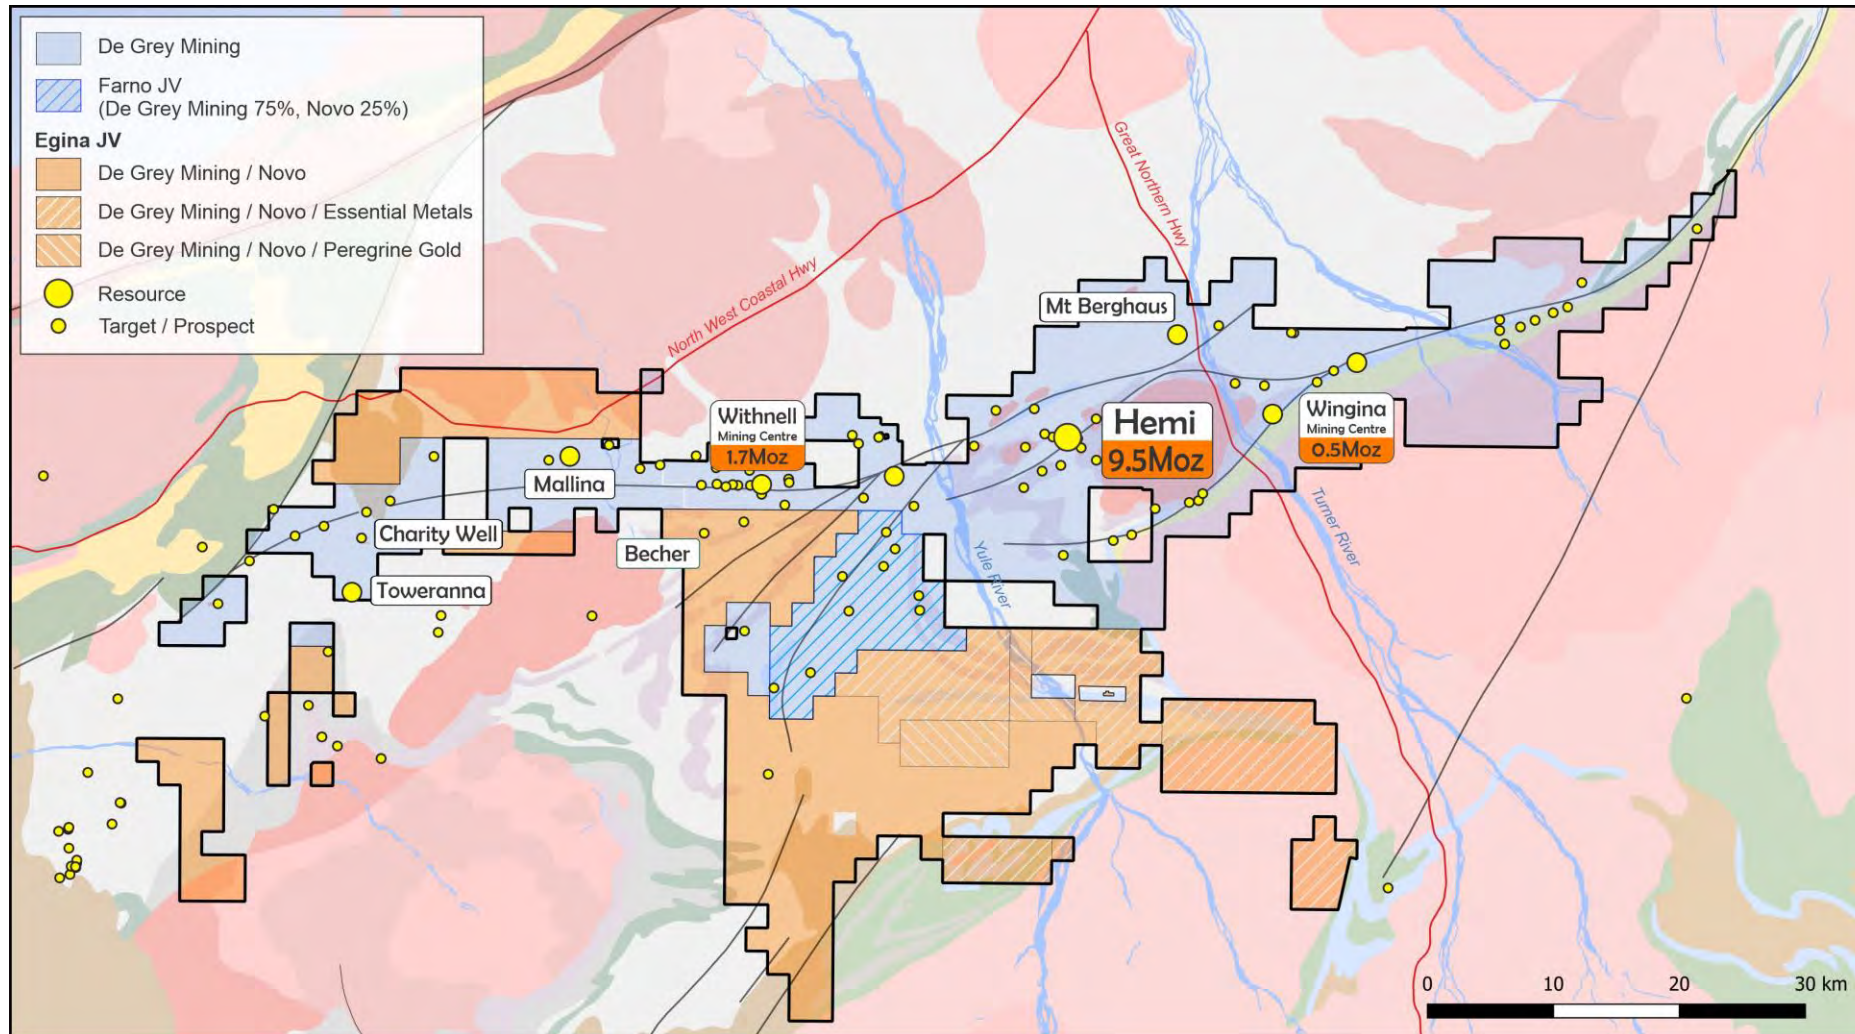 De Grey Mining
Farno JV
(De Grey Mining 75%, Novo 25%)
Egina JV
De Grey Mining / Novo
De Grey Mining / Novo / Essential Metals
De Grey Mining / Novo / Peregrine Gold
Resource
Target / Prospect
North West Coastal Hwy
Great Northern Hwy
Mt Berghaus
Withnell
Mining Centre
1.7Moz
Hemi
9.5Moz
Wingina
Mining Centre
0.5Moz
Mallina
Charity Well
Becher
Toweranna
Yule River
Turner River
0 10 20 30 km